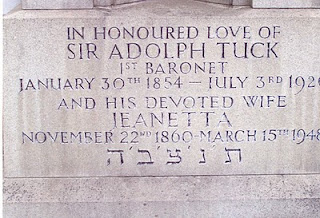 IN HONOURED LOVE OF
SIR ADOLPH TUCK
1ST BARONET
JANUARY 30TH 1854 — JULY 3RD 1926
AND HIS DEVOTED WIFE
JEANETTA
NOVEMBER 22ND 1860 - MARCH 15TH 1948
ת׳נ׳צ׳ב׳ה׳